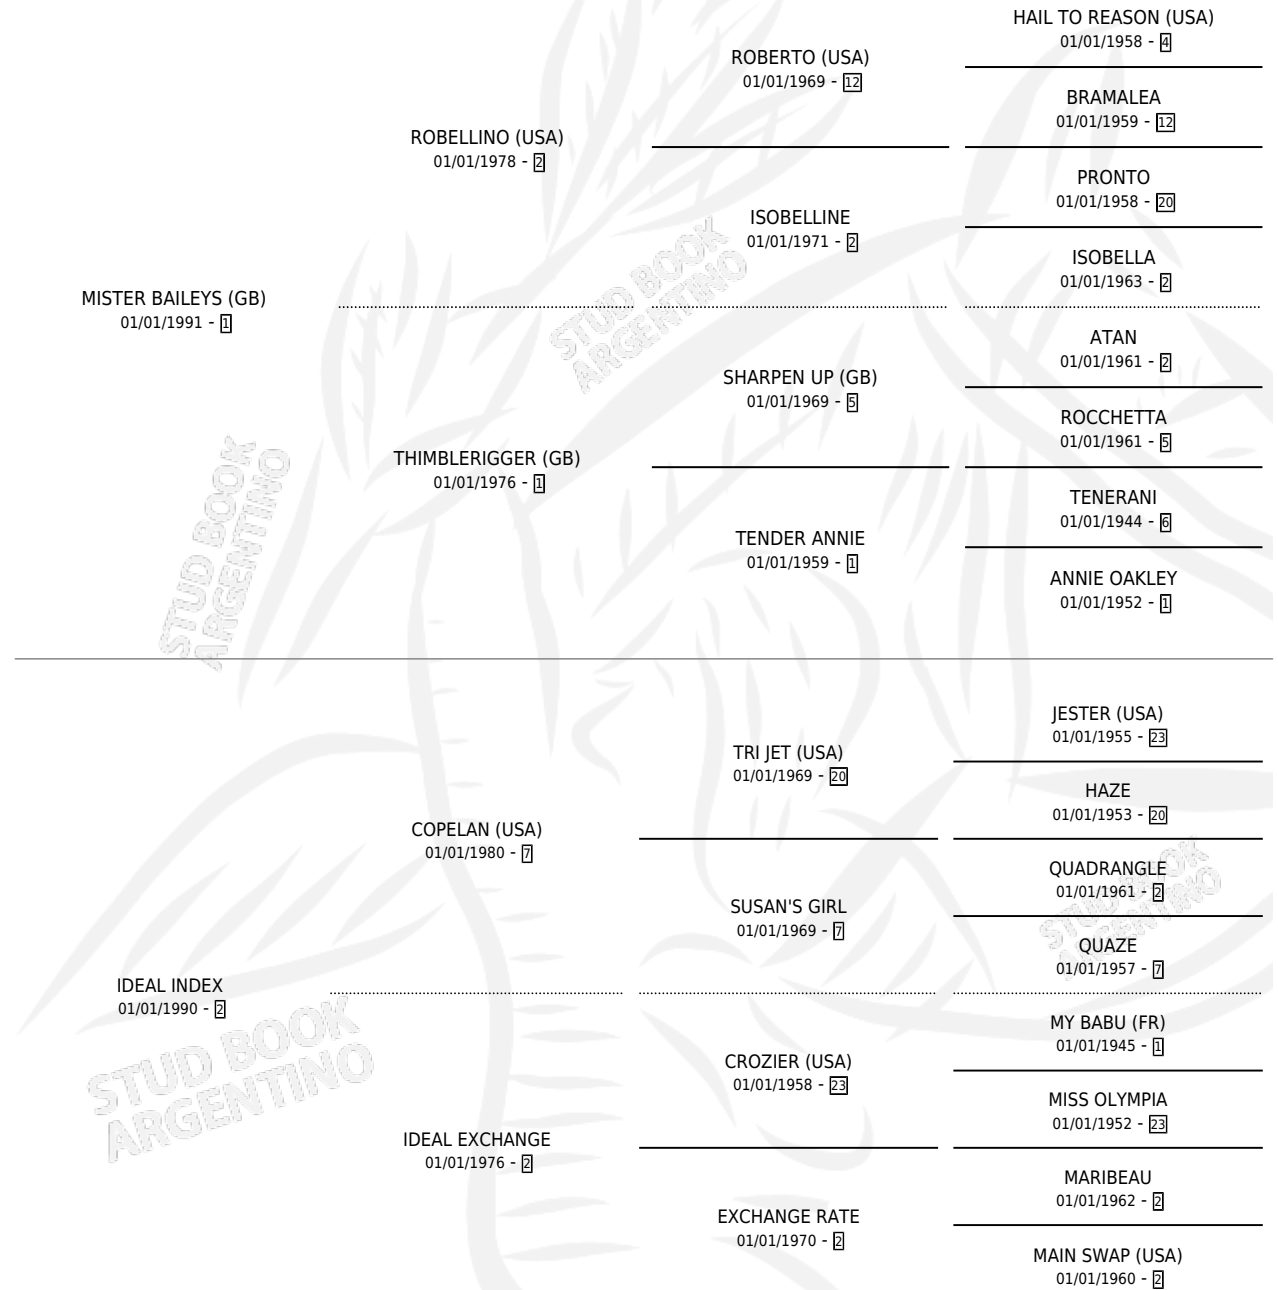 HAIL TO REASON (USA)
01/01/1958 - 4
ROBERTO (USA)
01/01/1969 - 12
BRAMALEA
01/01/1959 - 12
ROBELLINO (USA)
01/01/1978 - 2
PRONTO
01/01/1958 - 20
ISOBELLINE
01/01/1971 - 2
ISOBELLA
01/01/1963 - 2
MISTER BAILEYS (GB)
01/01/1991 - 1
STUD BOOK
ARGENTINO
ATAN
01/01/1961 - 2
SHARPEN UP (GB)
01/01/1969 - 5
ROCCHETTA
01/01/1961 - 5
THIMBLERIGGER (GB)
01/01/1976 - 1
TENERANI
01/01/1944 - 6
TENDER ANNIE
01/01/1959 - 1
ANNIE OAKLEY
01/01/1952 - 1
STUD BOOK
ARGENTINO
JESTER (USA)
01/01/1955 - 23
TRI JET (USA)
01/01/1969 - 20
HAZE
01/01/1953 - 20
COPELAN (USA)
01/01/1980 - 7
QUADRANGLE
01/01/1961 - 2
SUSAN'S GIRL
01/01/1969 - 7
STUD BOOK
ARGENTINO
QUAZE
01/01/1957 - 7
IDEAL INDEX
01/01/1990 - 2
MY BABU (FR)
01/01/1945 - 1
CROZIER (USA)
01/01/1958 - 23
STUD BOOK
ARGENTINO
MISS OLYMPIA
01/01/1952 - 23
IDEAL EXCHANGE
01/01/1976 - 2
MARIBEAU
01/01/1962 - 2
EXCHANGE RATE
01/01/1970 - 2
MAIN SWAP (USA)
01/01/1960 - 2